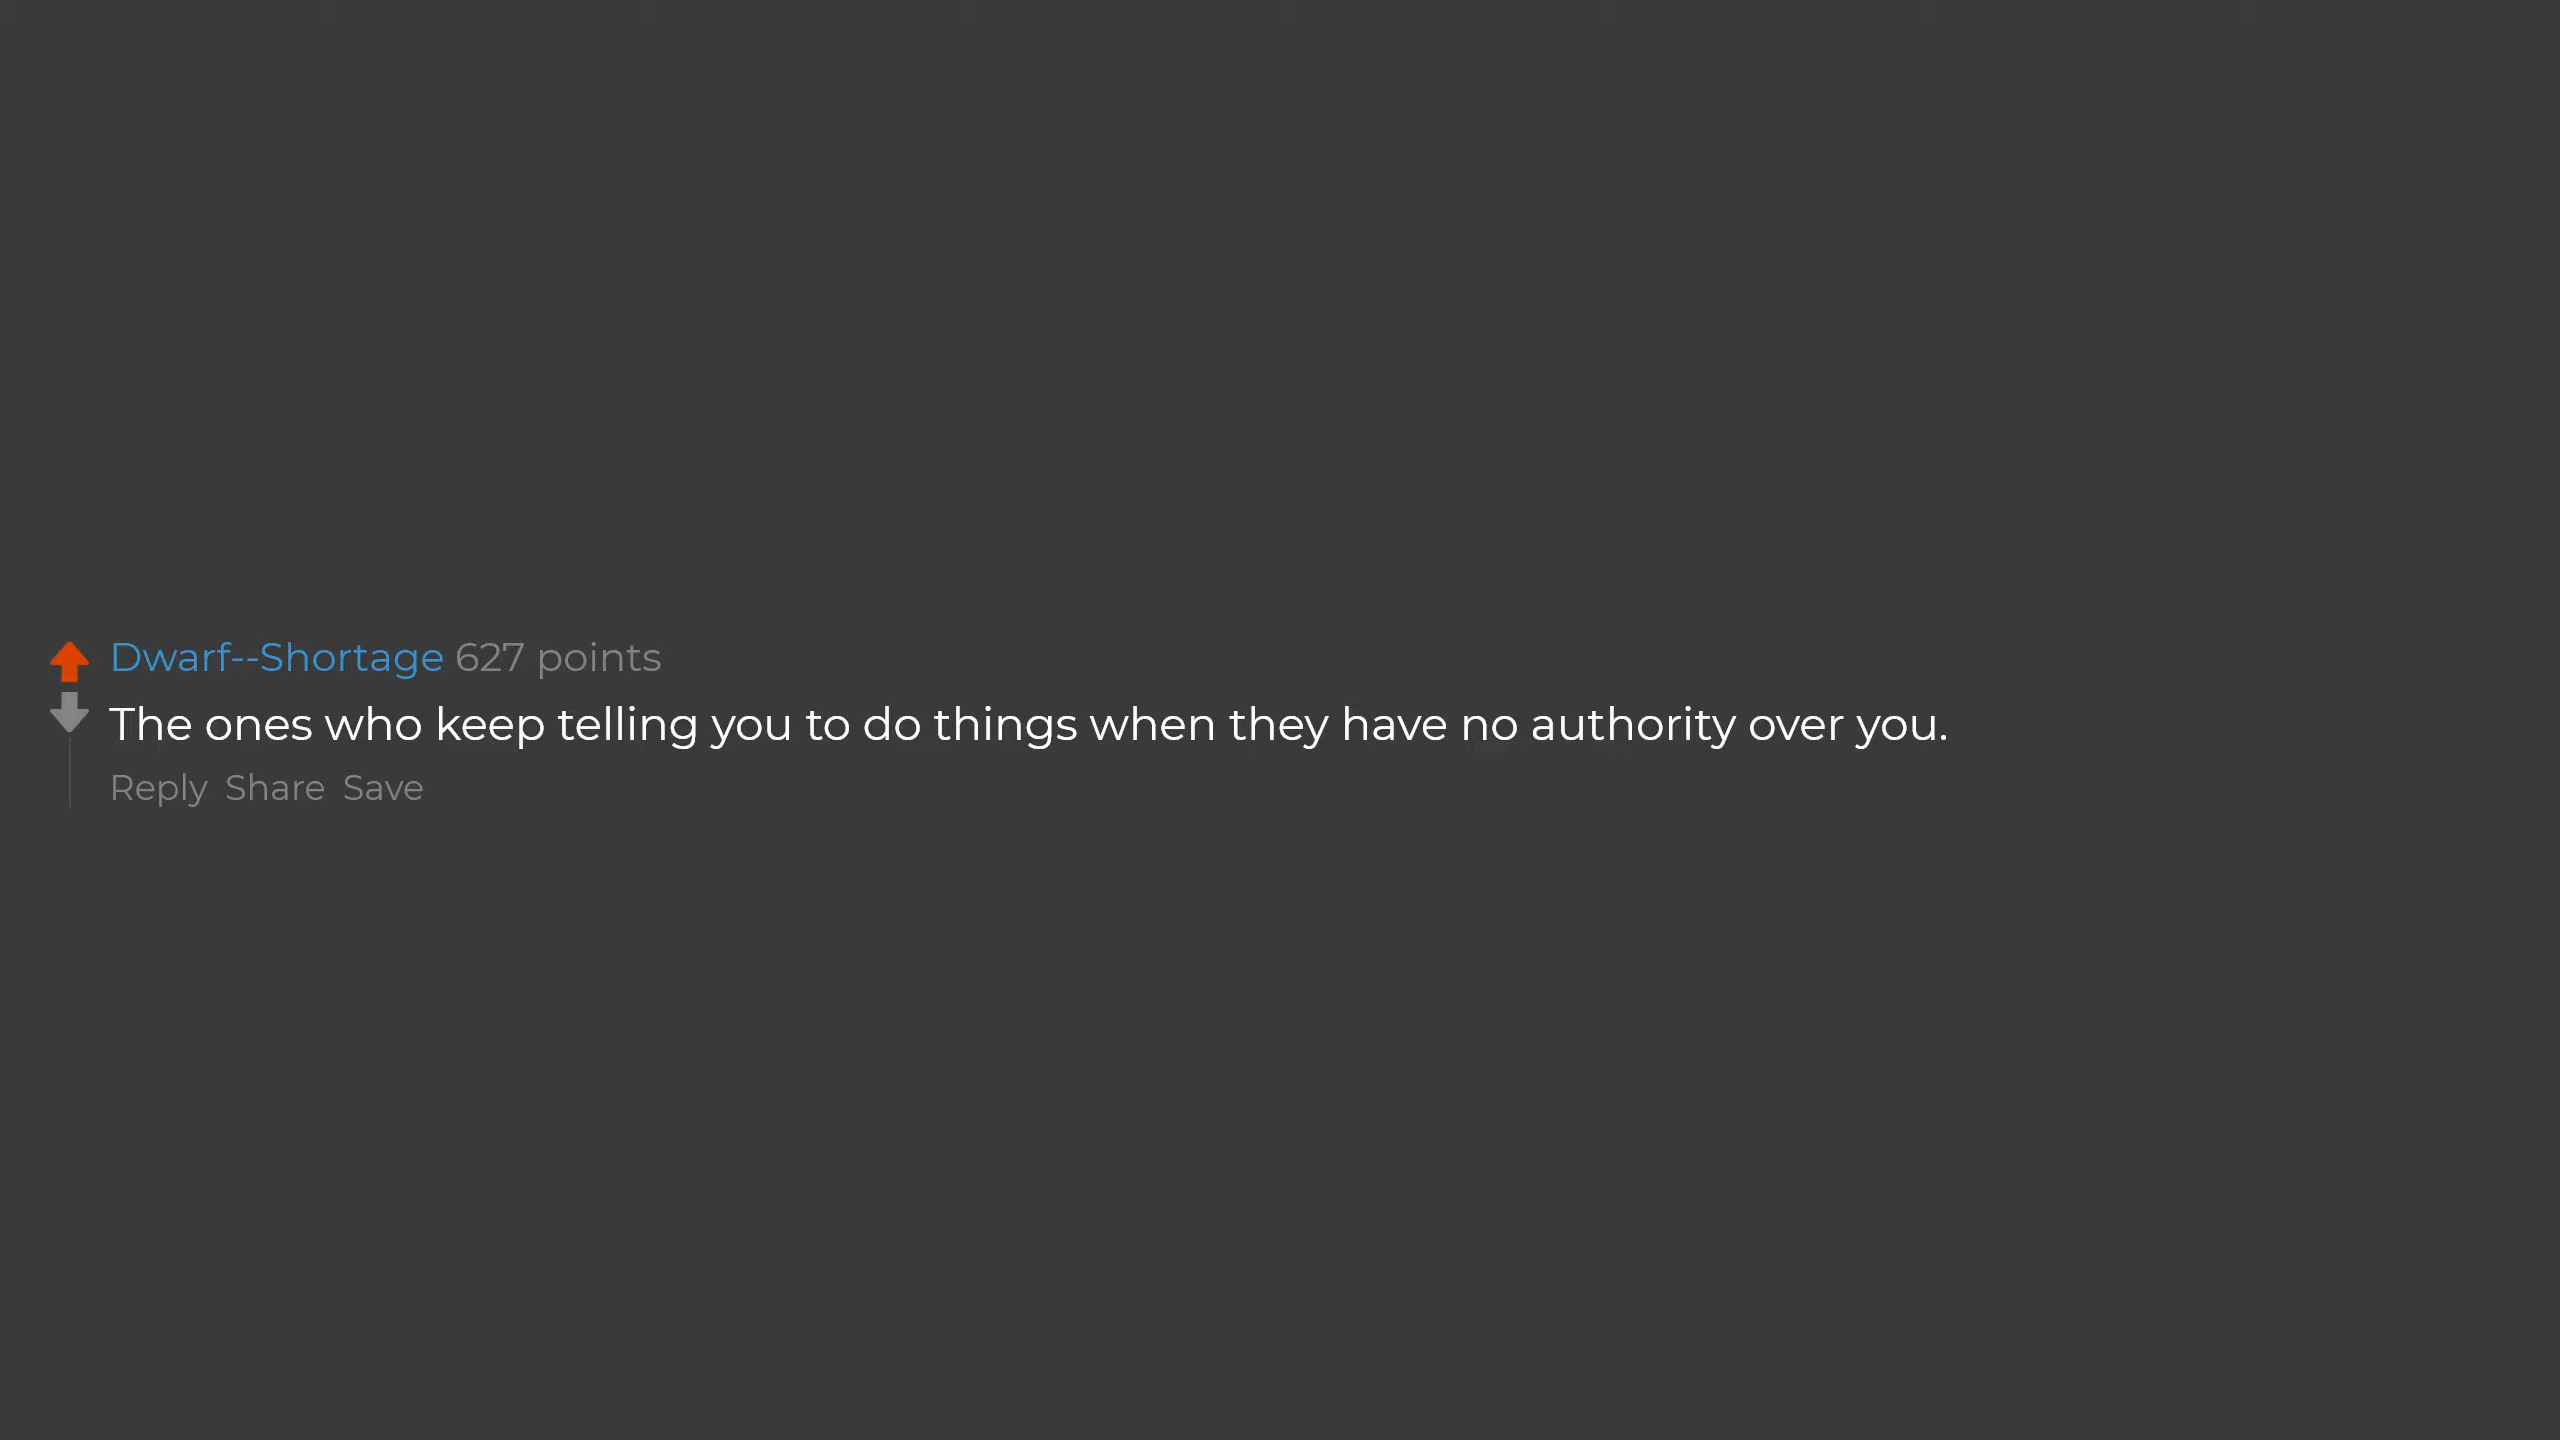 Dwarf--Shortage 627 points
The ones who keep telling you to do things when they have no authority over you.
Reply Share Save